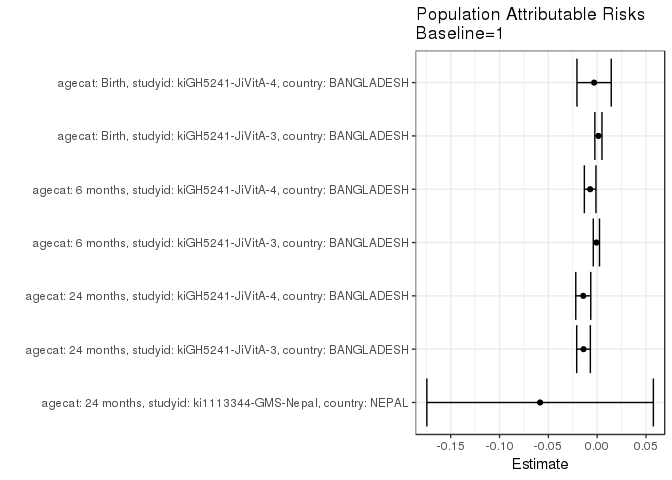 Population Attributable Risks
Baseline=1
agecat: Birth, studyid: kiGH5241-JiVitA-4, country: BANGLADESH
agecat: Birth, studyid: kiGH5241-JiVitA-3, country: BANGLADESH
agecat: 6 months, studyid: kiGH5241-JiVitA-4, country: BANGLADESH
agecat: 6 months, studyid: kiGH5241-JiVitA-3, country: BANGLADESH
agecat: 24 months, studyid: kiGH5241-JiVitA-4, country: BANGLADESH
agecat: 24 months, studyid: kiGH5241-JiVitA-3, country: BANGLADESH
agecat: 24 months, studyid: ki1113344-GMS-Nepal, country: NEPAL
-0.15 -0.10 -0.05 0.00 0.05
Estimate